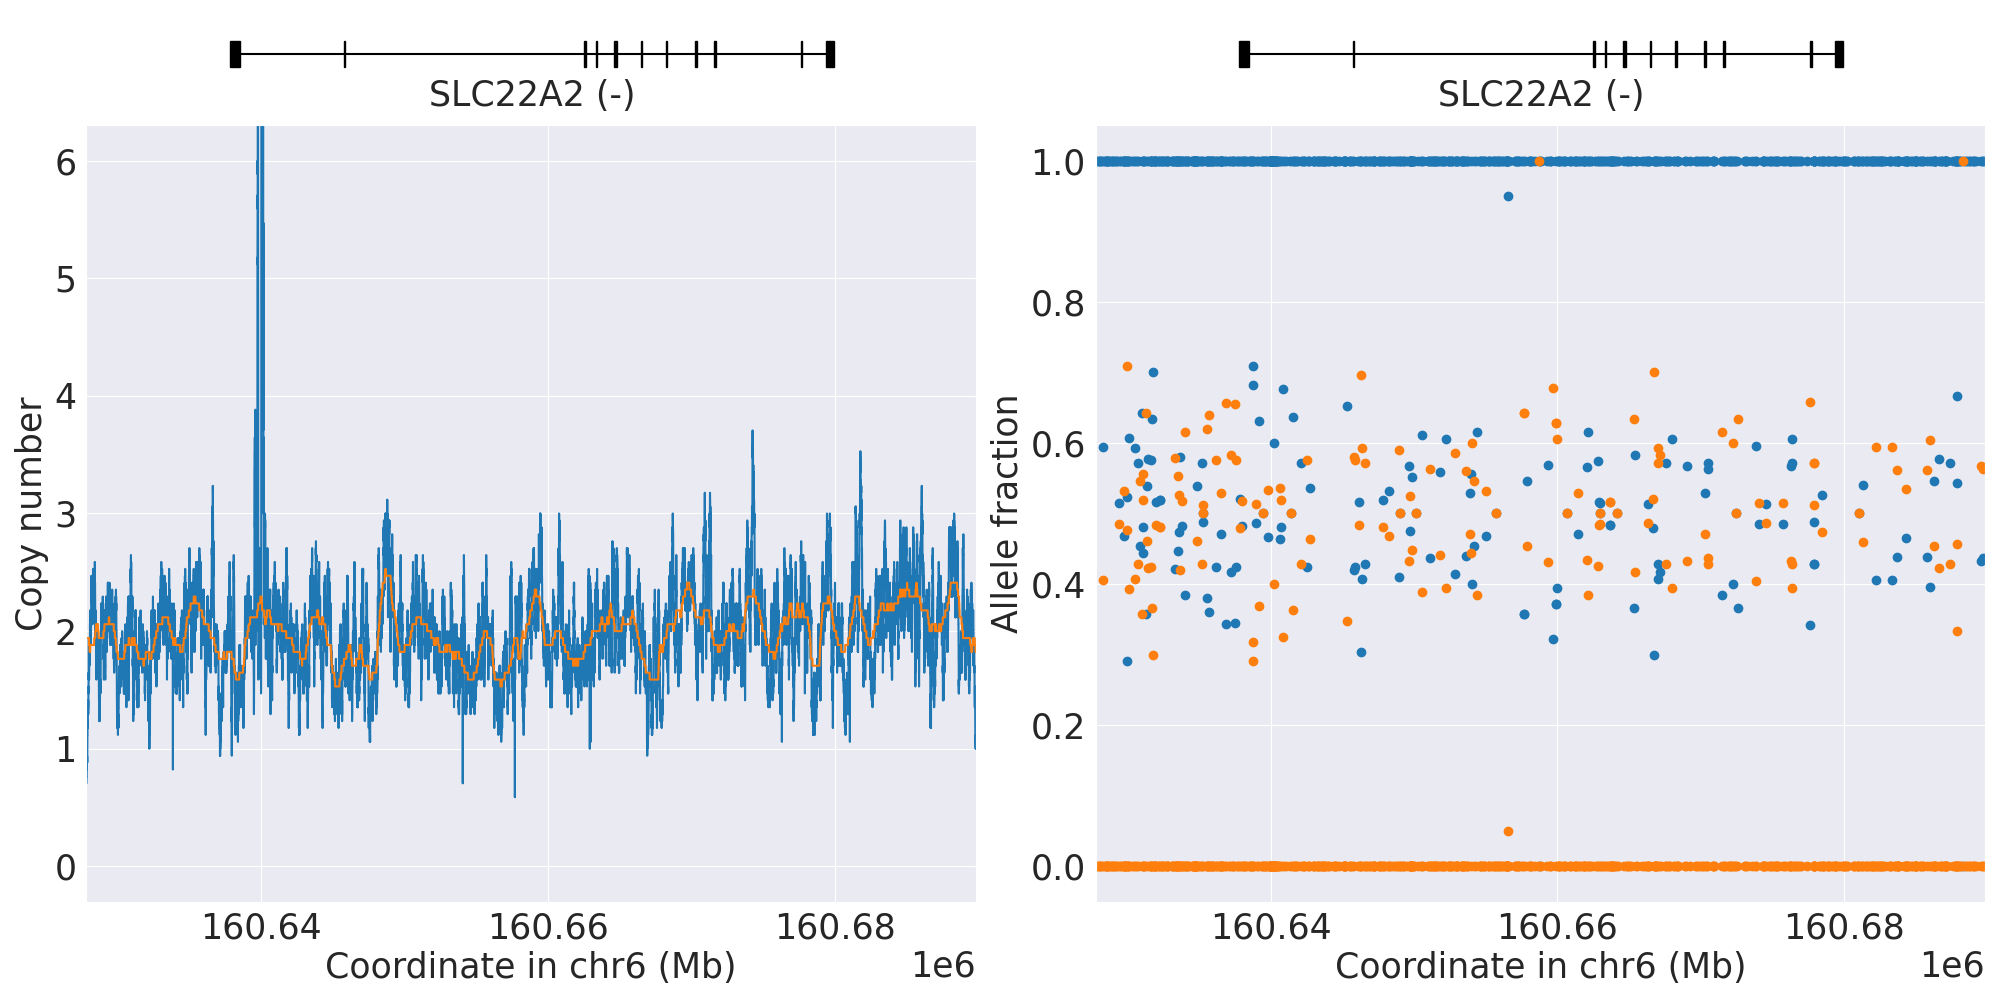 SLC22A2 (-)
6
5
4
3
2
1
0
Copy number
160.64 160.66 160.68
Coordinate in chr6 (Mb) 1e6
SLC22A2 (-)
1.0
0.8
0.6
0.4
0.2
0.0
Allele fraction
160.64 160.66 160.68
Coordinate in chr6 (Mb) 1e6